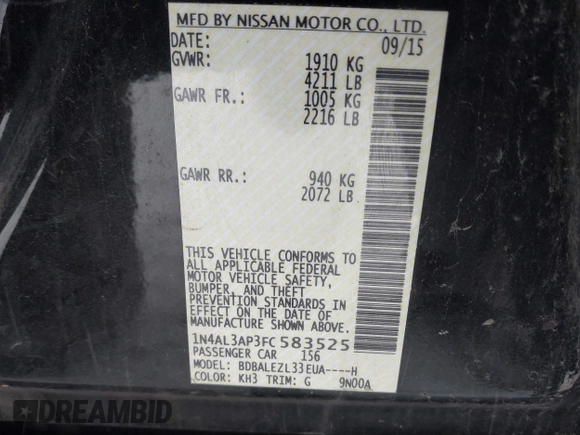 MFD BY NISSAN MOTOR CO., LTD.
DATE: 09/15
GVWR: 1910 KG
4211 LB
GAWR FR.: 1005 KG
2216 LB
GAWR RR.: 940 KG
2072 LB
THIS VEHICLE CONFORMS TO
ALL APPLICABLE FEDERAL
MOTOR VEHICLE SAFETY,
BUMPER, AND THEFT
PREVENTION STANDARDS IN
EFFECT ON THE DATE OF
MANUFACTURE SHOWN ABOVE.
1N4AL3AP3FC583525
PASSENGER CAR 156
MODEL: BDBALEZL33EUA----H
COLOR: KH3 TRIM: G 9N00A
DREAMBID
iDREAMBID.COM